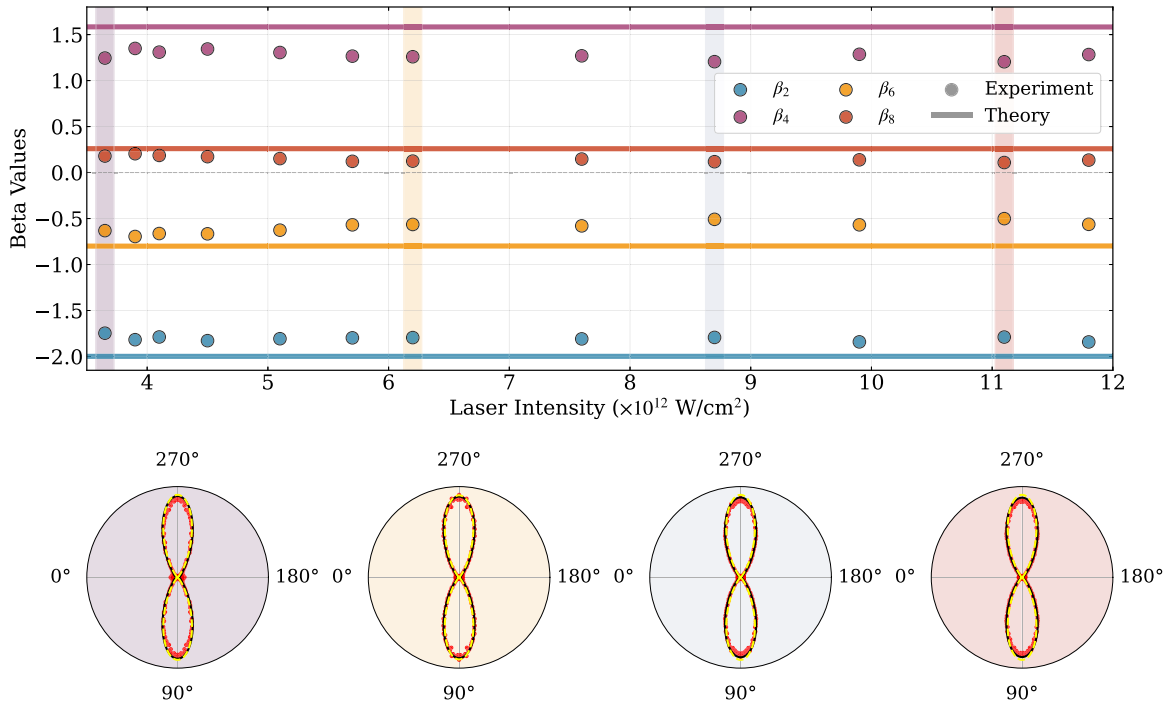 1.5
1.0
0.5
0.0
−0.5
−1.0
−1.5
−2.0
Beta Values
β₂ β₆ Experiment
β₄ β₈ Theory
4 5 6 7 8 9 10 11 12
Laser Intensity (×10¹² W/cm²)
270° 270° 270° 270°
0° 180° 0° 180° 0° 180° 0° 180°
90° 90° 90° 90°